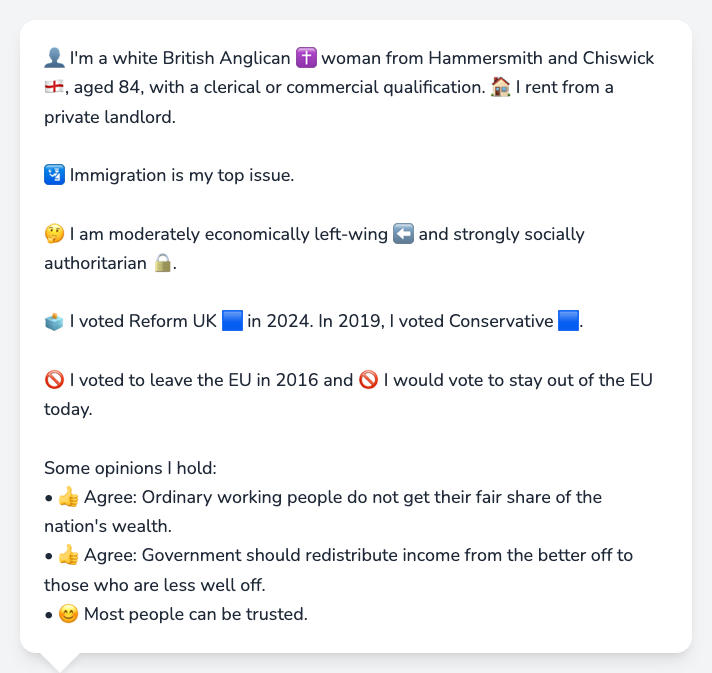 👤 I'm a white British Anglican ✝️ woman from Hammersmith and Chiswick
🏴󠁧󠁢󠁥󠁮󠁧󠁿, aged 84, with a clerical or commercial qualification. 🏠 I rent from a
private landlord.
🛂 Immigration is my top issue.
🤔 I am moderately economically left-wing ⬅️ and strongly socially
authoritarian 🔒.
🗳️ I voted Reform UK 🟦 in 2024. In 2019, I voted Conservative 🟦.
🚫 I voted to leave the EU in 2016 and 🚫 I would vote to stay out of the EU
today.
Some opinions I hold:
• 👍 Agree: Ordinary working people do not get their fair share of the
nation's wealth.
• 👍 Agree: Government should redistribute income from the better off to
those who are less well off.
• 😊 Most people can be trusted.